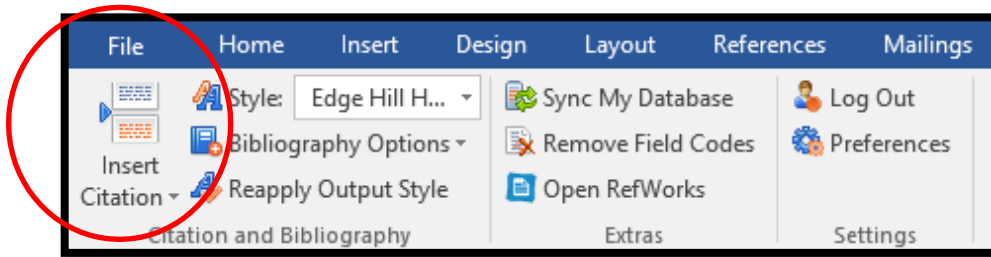 File Home Insert Design Layout References Mailings
Style: Edge Hill H... Sync My Database Log Out
Bibliography Options Remove Field Codes Preferences
Insert
Citation Reapply Output Style Open RefWorks
Citation and Bibliography Extras Settings